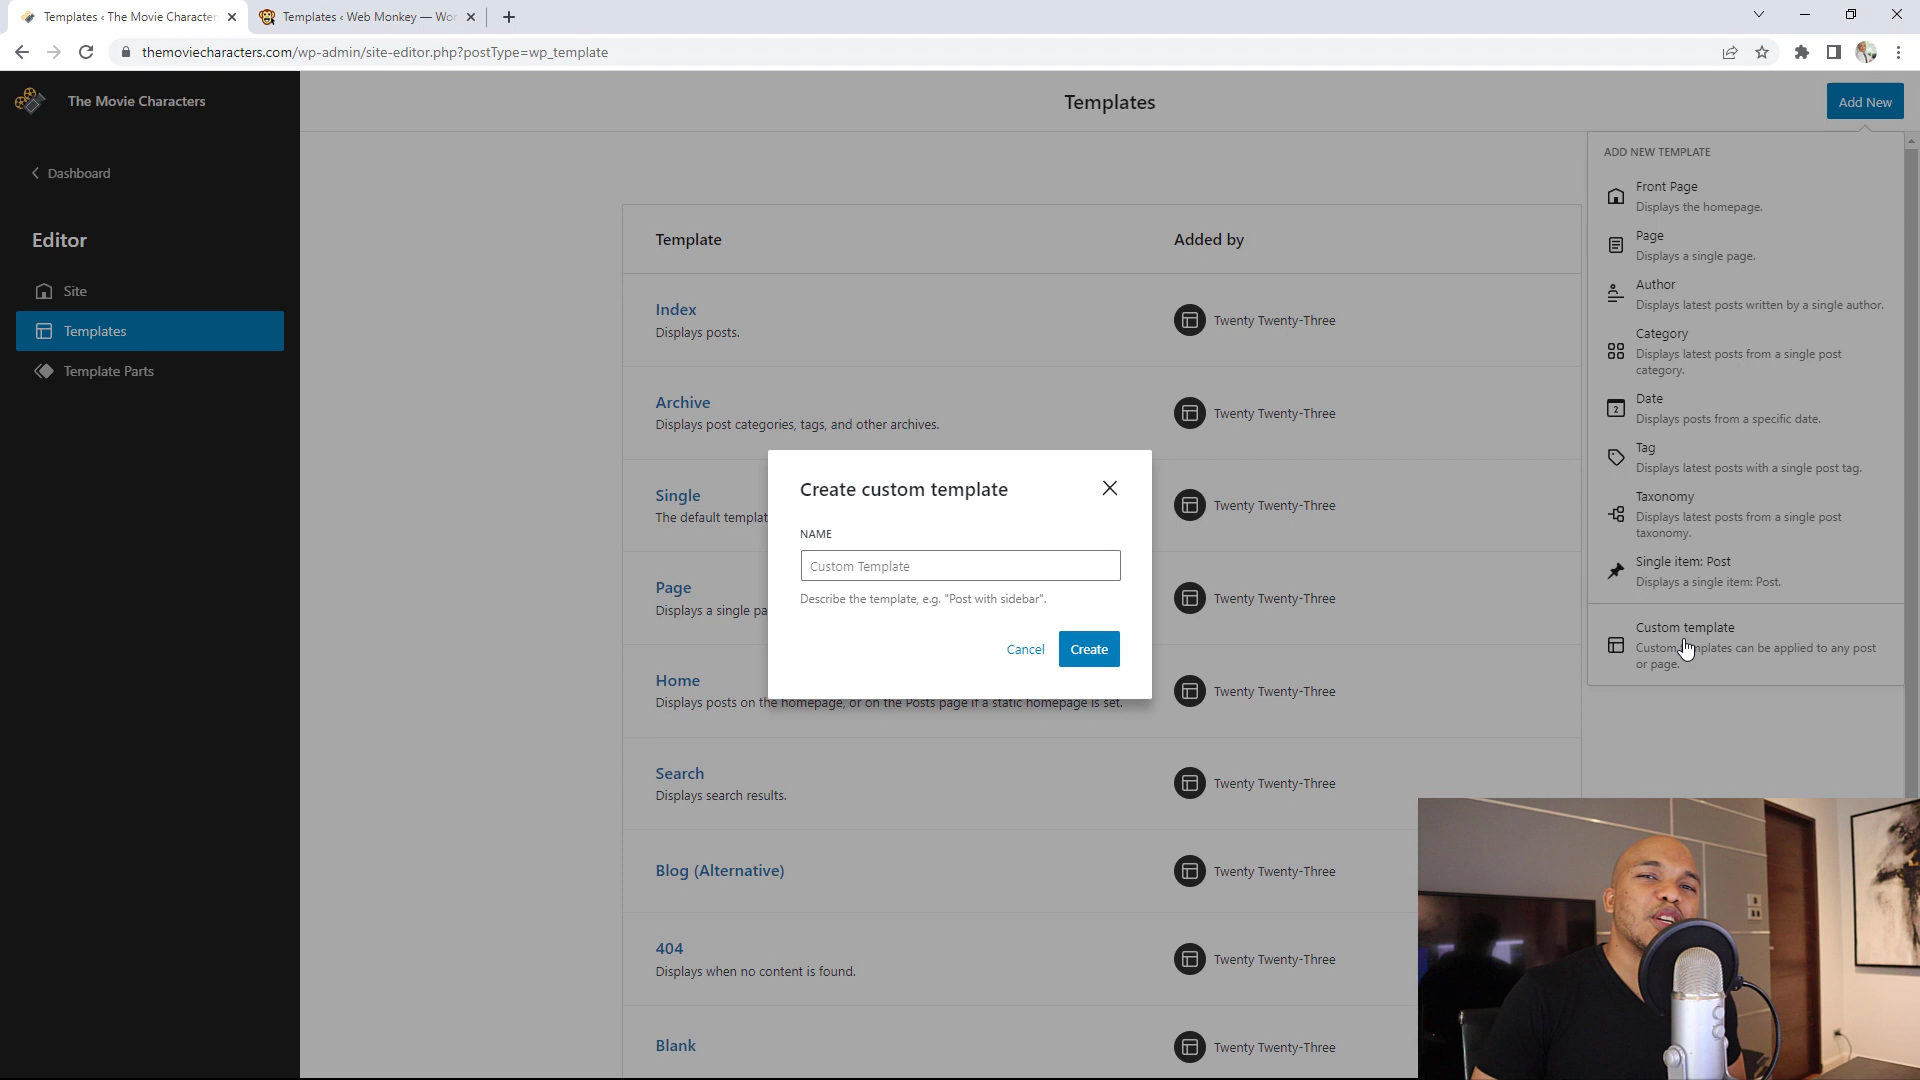 Templates ‹ The Movie Character
Templates ‹ Web Monkey — Wor
themoviecharacters.com/wp-admin/site-editor.php?postType=wp_template
The Movie Characters
Templates
Add New
Dashboard
Editor
Site
Templates
Template Parts
Template
Added by
Index
Displays posts.
Twenty Twenty-Three
Archive
Displays post categories, tags, and other archives.
Twenty Twenty-Three
Single
The default templat
Twenty Twenty-Three
Page
Displays a single pa
Twenty Twenty-Three
Home
Displays posts on the homepage, or on the Posts page if a static homepage is set.
Twenty Twenty-Three
Search
Displays search results.
Twenty Twenty-Three
Blog (Alternative)
Twenty Twenty-Three
404
Displays when no content is found.
Twenty Twenty-Three
Blank
Twenty Twenty-Three
Create custom template
NAME
Custom Template
Describe the template, e.g. "Post with sidebar".
Cancel
Create
ADD NEW TEMPLATE
Front Page
Displays the homepage.
Page
Displays a single page.
Author
Displays latest posts written by a single author.
Category
Displays latest posts from a single post
category.
2
Date
Displays posts from a specific date.
Tag
Displays latest posts with a single post tag.
Taxonomy
Displays latest posts from a single post
taxonomy.
Single item: Post
Displays a single item: Post.
Custom template
Custom templates can be applied to any post
or page.